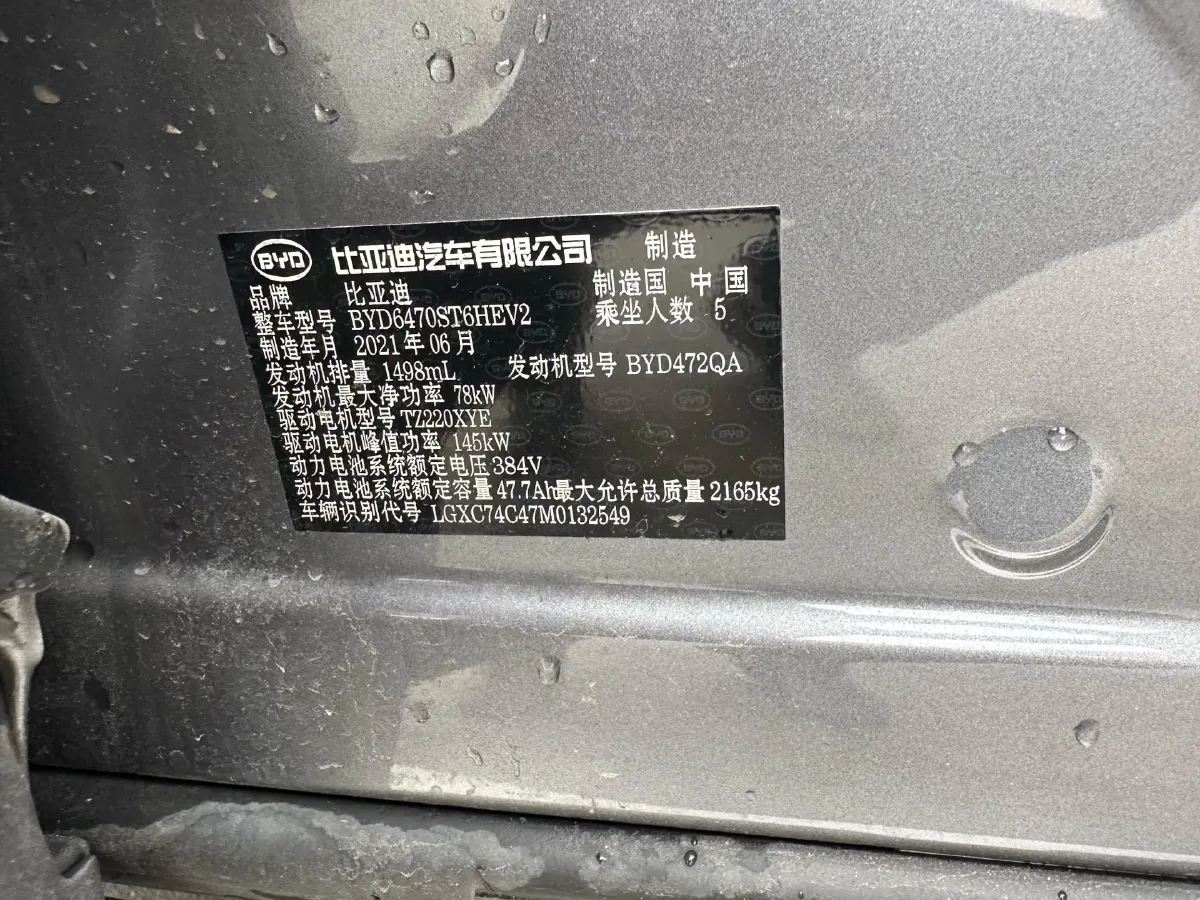 BYD 比亚迪汽车有限公司 制造
品牌 比亚迪 制造国 中国
整车型号 BYD6470ST6HEV2 乘坐人数 5
制造年月 2021年06月
发动机排量 1498mL 发动机型号 BYD472QA
发动机最大净功率 78kW
驱动电机型号 TZ220XYE
驱动电机峰值功率 145kW
动力电池系统额定电压 384V
动力电池系统额定容量 47.7Ah 最大允许总质量 2165kg
车辆识别代号 LGXC74C47M0132549